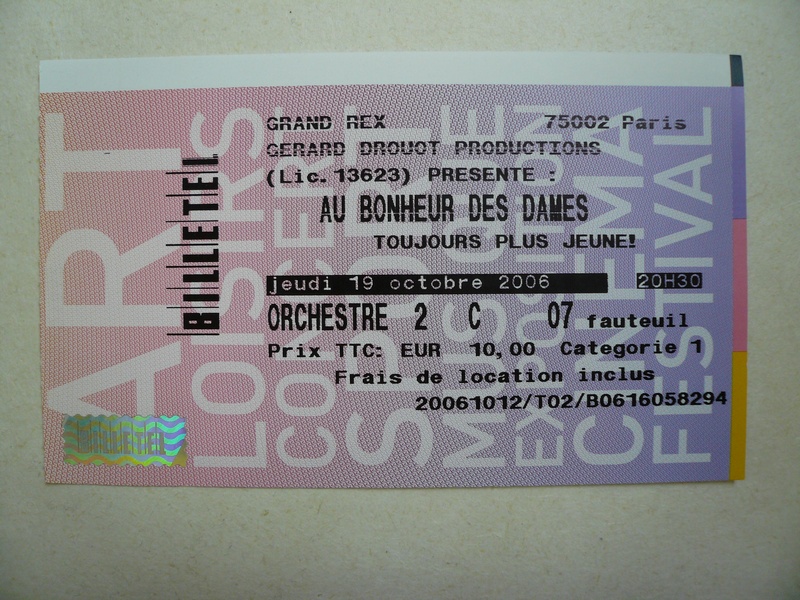 GRAND REX 75002 Paris
GERARD DROUOT PRODUCTIONS
(Lic. 13623) PRESENTE :
AU BONHEUR DES DAMES
TOUJOURS PLUS JEUNE!
jeudi 19 octobre 2006 20H30
ORCHESTRE 2 C 07 fauteuil
Prix TTC: EUR 10,00 Categorie 1
Frais de location inclus
20061012/T02/B0616058294
BILLETEL
BILLETEL
ART
LOISIRS
CONCERT
SPORT
MUSIQUE
EXPOSITION
CINEMA
FESTIVAL